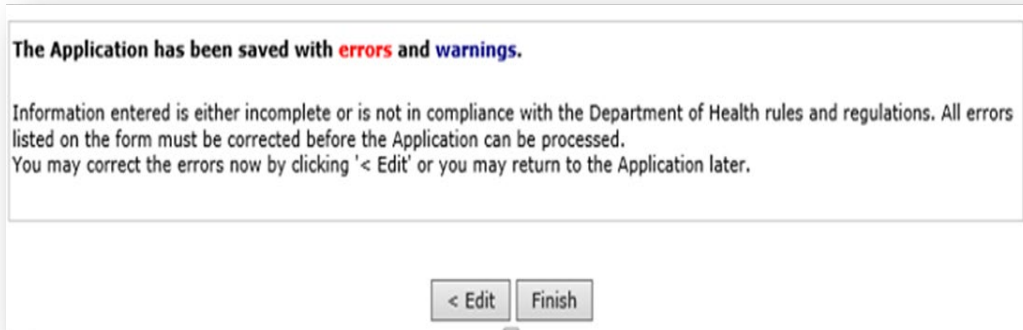 The Application has been saved with errors and warnings.
Information entered is either incomplete or is not in compliance with the Department of Health rules and regulations. All errors
listed on the form must be corrected before the Application can be processed.
You may correct the errors now by clicking '< Edit' or you may return to the Application later.
< Edit Finish